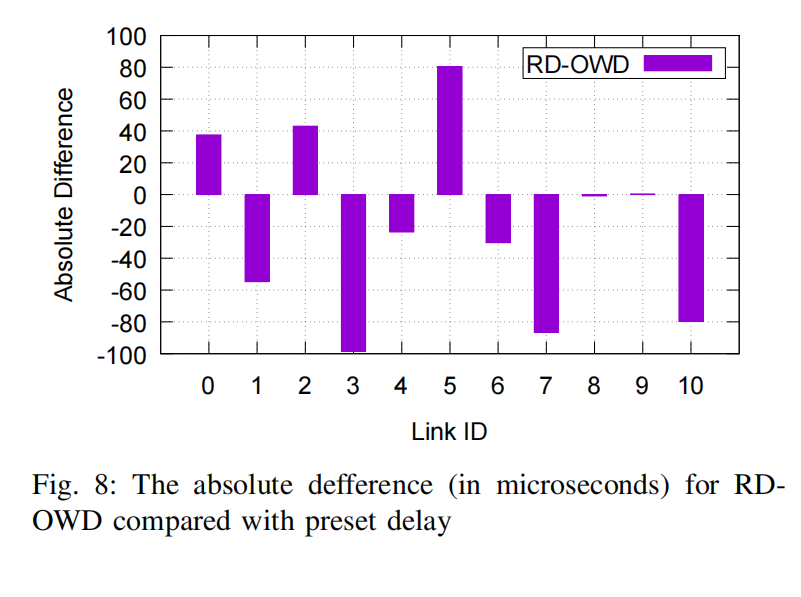 100
80
60
40
20
0
-20
-40
-60
-80
-100
Absolute Difference
RD-OWD
0 1 2 3 4 5 6 7 8 9 10
Link ID
Fig. 8: The absolute defference (in microseconds) for RD-
OWD compared with preset delay